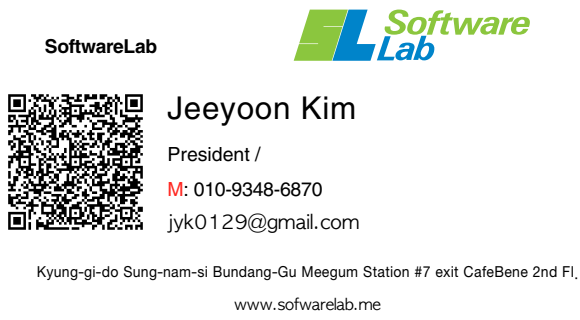 SoftwareLab
Software
Lab
Jeeyoon Kim
President /
M: 010-9348-6870
jyk0129@gmail.com
Kyung-gi-do Sung-nam-si Bundang-Gu Meegum Station #7 exit CafeBene 2nd Fl.
www.sofwarelab.me